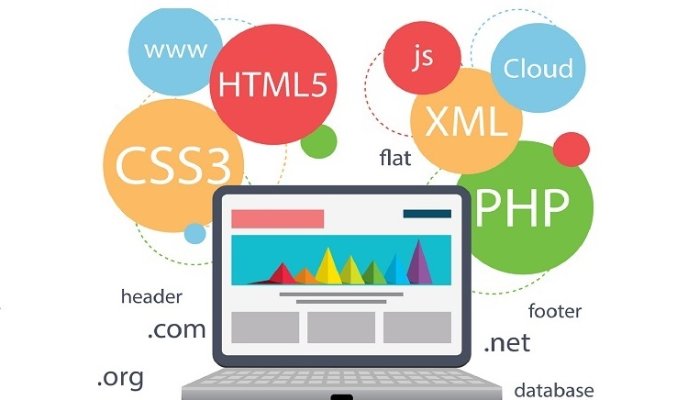 www
HTML5
CSS3
js
Cloud
XML
flat
PHP
header
.com
.org
footer
.net
database